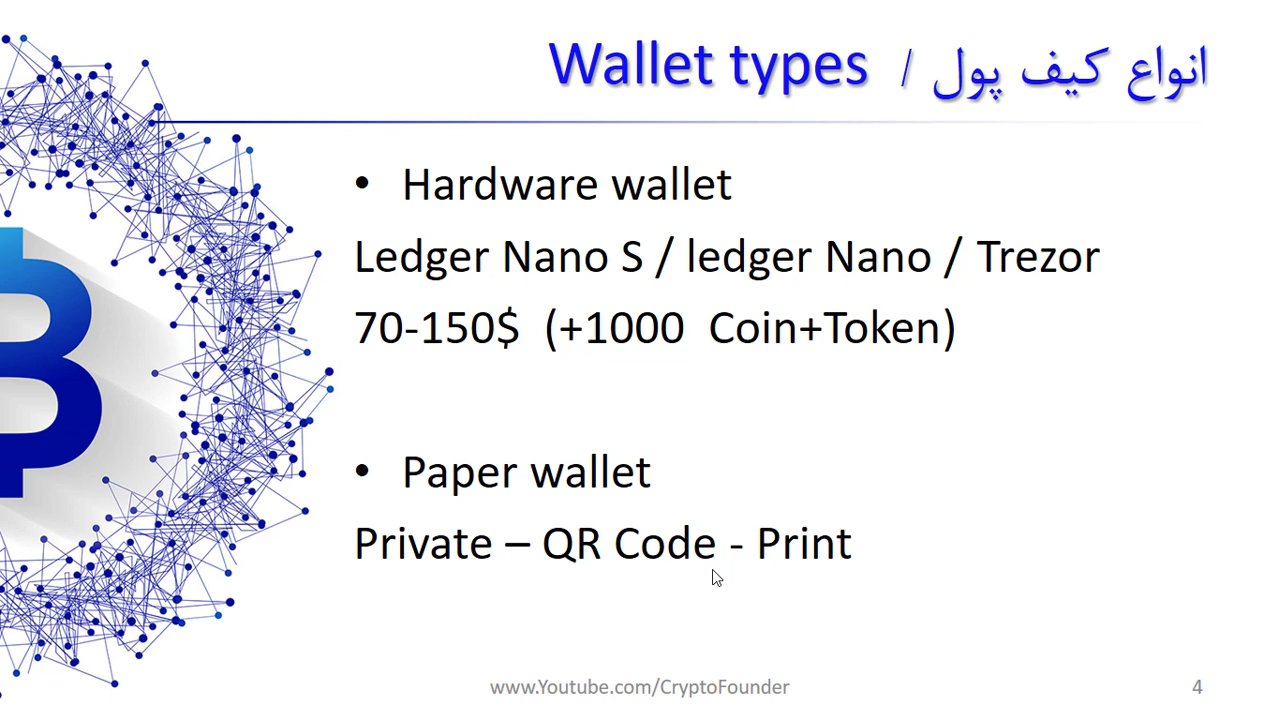 انواع کیف پول / Wallet types
• Hardware wallet
Ledger Nano S / ledger Nano / Trezor
70-150$ (+1000 Coin+Token)
• Paper wallet
Private – QR Code - Print
www.Youtube.com/CryptoFounder
4